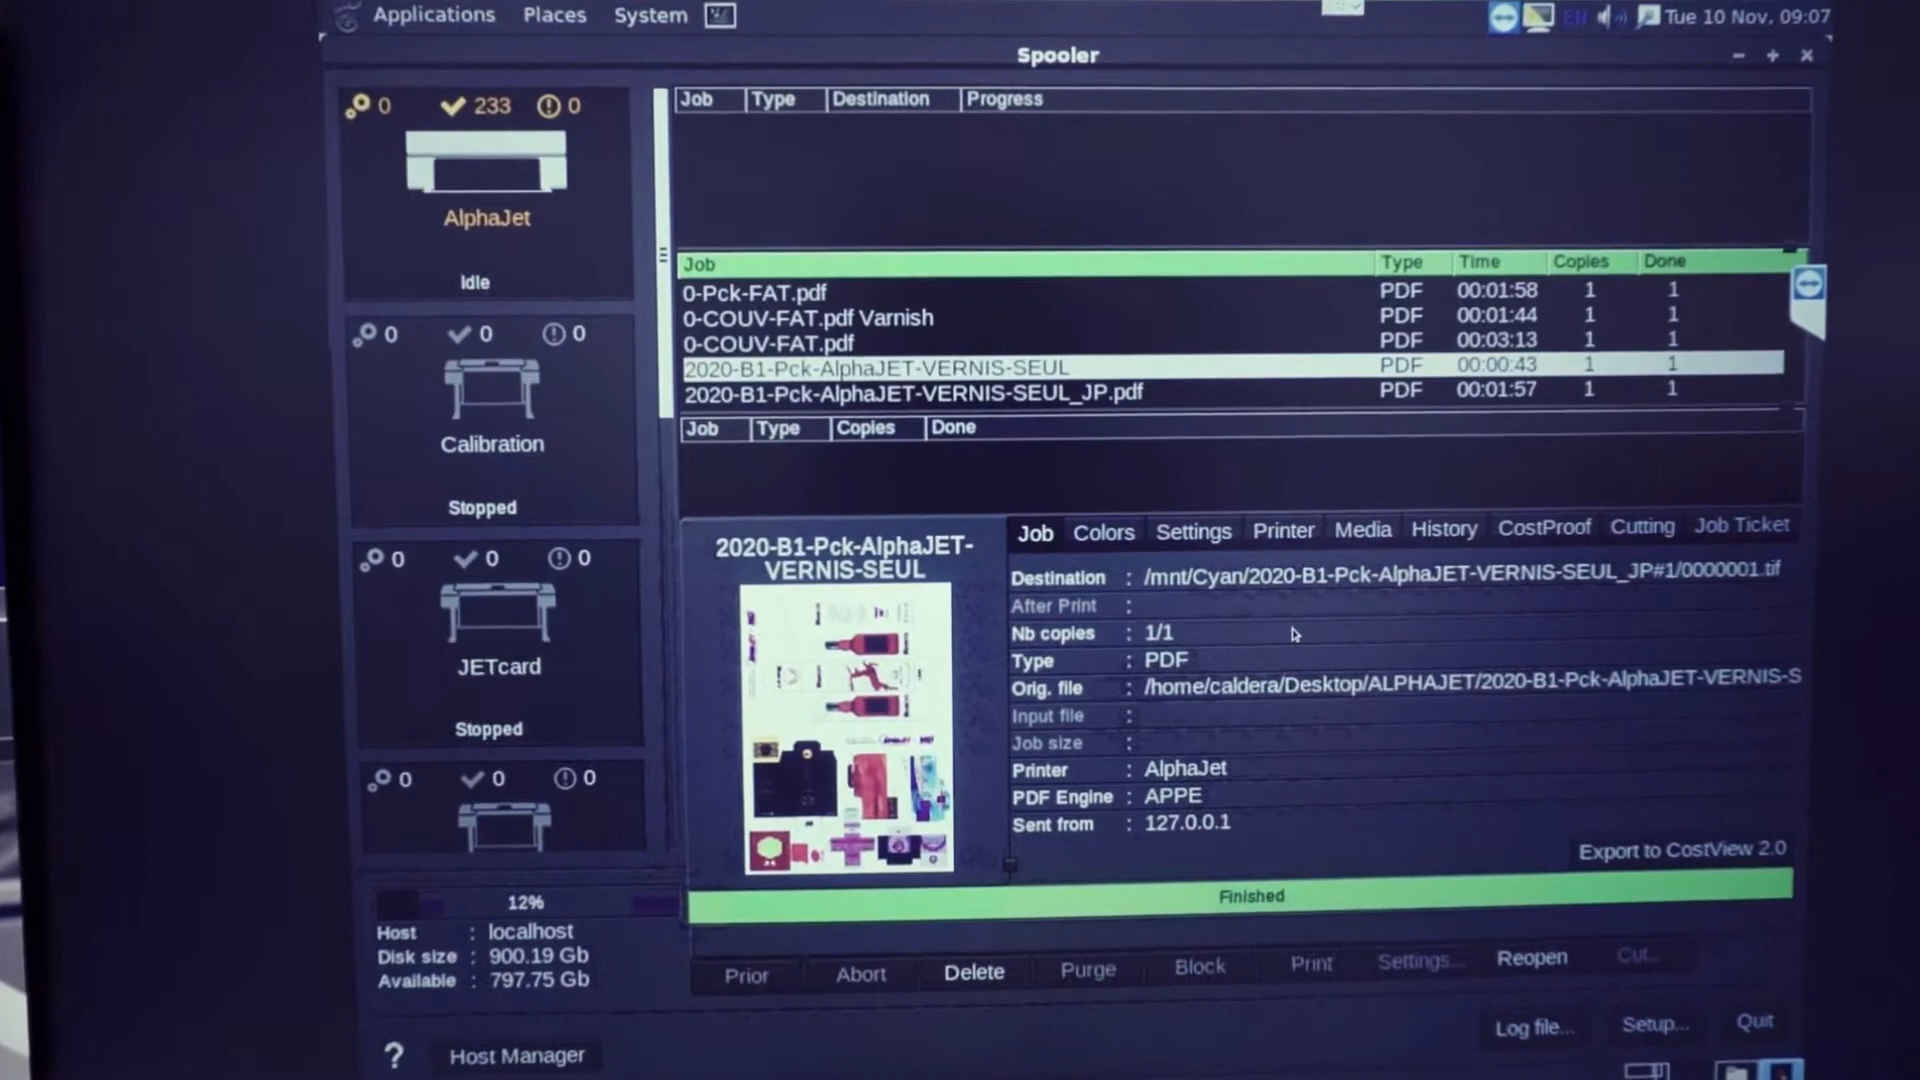 Applications Places System
EN Tue 10 Nov, 09:07
Spooler
0 233 0
AlphaJet
Idle
0 0 0
Calibration
Stopped
0 0 0
JETcard
Stopped
0 0 0
12%
Host : localhost
Disk size : 900.19 Gb
Available : 797.75 Gb
? Host Manager
Job Type Destination Progress
Job Type Time Copies Done
0-Pck-FAT.pdf PDF 00:01:58 1 1
0-COUV-FAT.pdf Varnish PDF 00:01:44 1 1
0-COUV-FAT.pdf PDF 00:03:13 1 1
2020-B1-Pck-AlphaJET-VERNIS-SEUL PDF 00:00:43 1 1
2020-B1-Pck-AlphaJET-VERNIS-SEUL_JP.pdf PDF 00:01:57 1 1
Job Type Copies Done
2020-B1-Pck-AlphaJET-
VERNIS-SEUL
Job Colors Settings Printer Media History CostProof Cutting Job Ticket
Destination : /mnt/Cyan/2020-B1-Pck-AlphaJET-VERNIS-SEUL_JP#1/0000001.tif
After Print :
Nb copies : 1/1
Type : PDF
Orig. file : /home/caldera/Desktop/ALPHAJET/2020-B1-Pck-AlphaJET-VERNIS-S
Input file :
Job size :
Printer : AlphaJet
PDF Engine : APPE
Sent from : 127.0.0.1
Export to CostView 2.0
Finished
Prior Abort Delete Purge Block Print Settings... Reopen Cut...
Log file... Setup... Quit